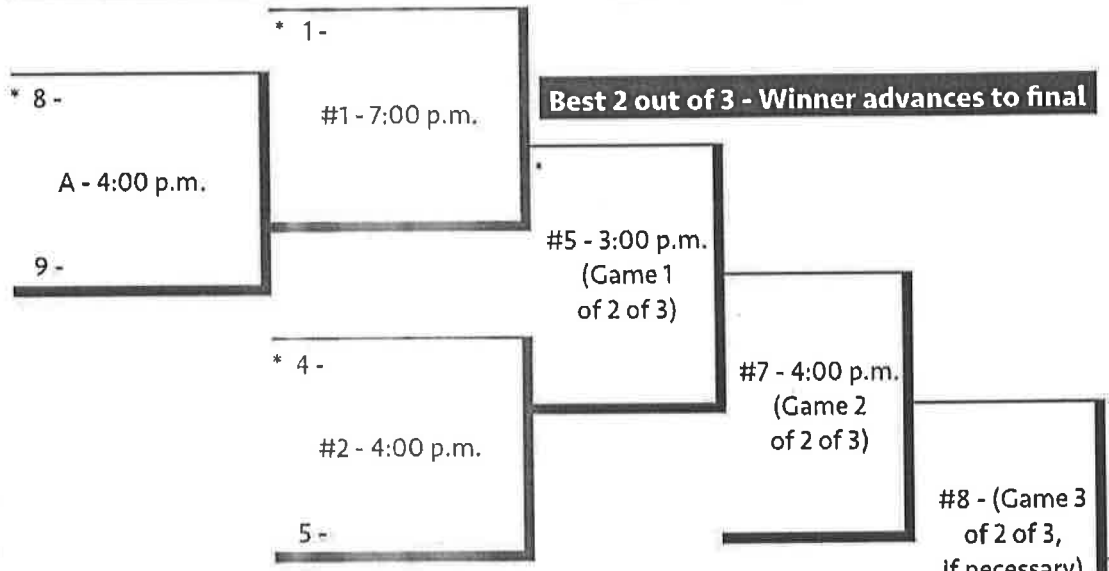 * 1 -
* 8 -
#1 - 7:00 p.m.
Best 2 out of 3 - Winner advances to final
A - 4:00 p.m.
9 -
#5 - 3:00 p.m.
(Game 1
of 2 of 3)
* 4 -
#2 - 4:00 p.m.
5 -
#7 - 4:00 p.m.
(Game 2
of 2 of 3)
#8 - (Game 3
of 2 of 3,
if necessary)